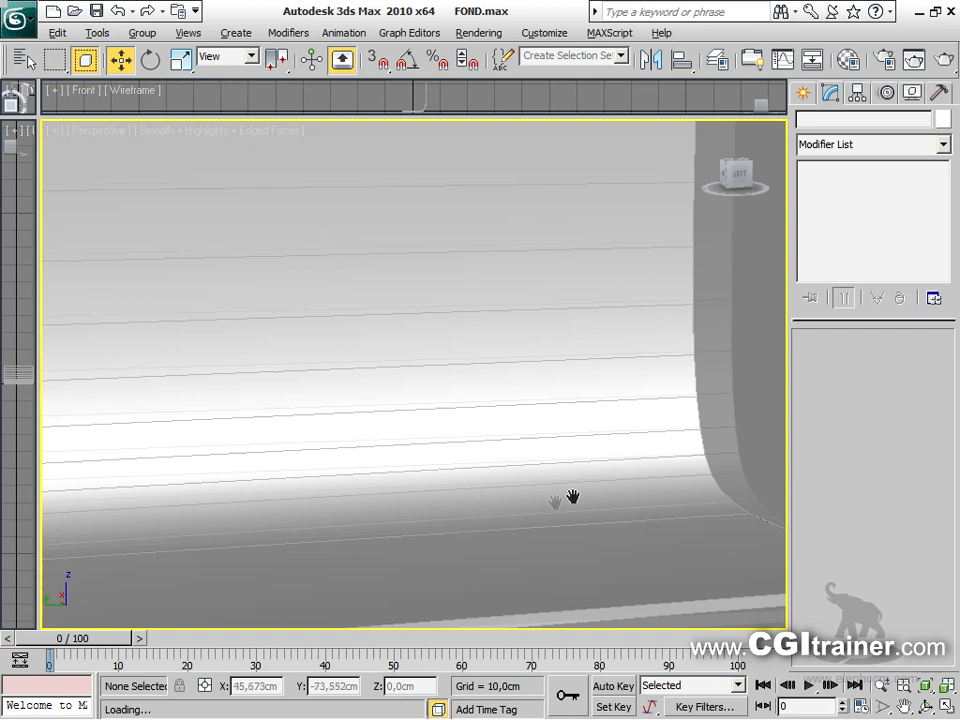 Autodesk 3ds Max 2010 x64 FOND.max
Type a keyword or phrase
Edit Tools Group Views Create Modifiers Animation Graph Editors Rendering Customize MAXScript Help
View
3
ABC
Create Selection Se
[ + ] [ Front ] [ Wireframe ]
[ + ] [ Perspective ] [ Smooth + Highlights + Edged Faces ]
LEFT
Modifier List
z
x
0 / 100
0 10 20 30 40 50 60 70 80 90 100
www.CGItrainer.com
None Selected
X: 45,673cm
Y: -73,552cm
Z: 0,0cm
Grid = 10,0cm
Auto Key
Selected
Welcome to M
Loading...
Add Time Tag
Set Key
Key Filters...
0